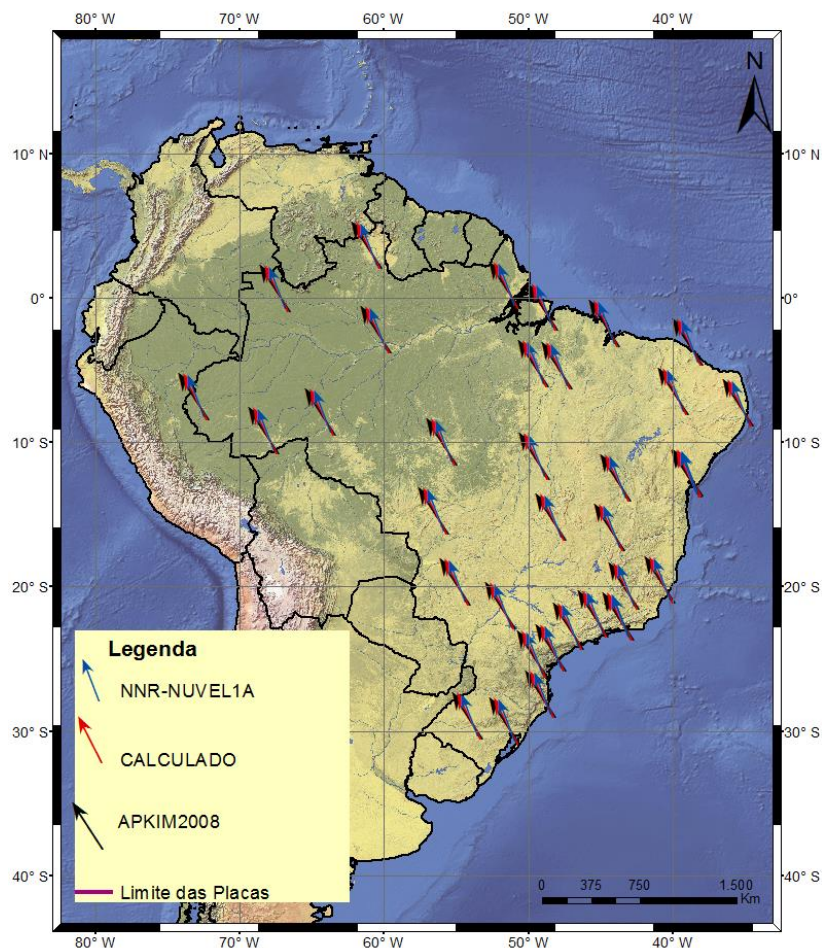 80° W 70° W 60° W 50° W 40° W
N
10° N 10° N
0° 0°
10° S 10° S
20° S 20° S
Legenda
NNR-NUVEL1A
30° S 30° S
CALCULADO
APKIM2008
40° S 40° S
Limite das Placas
0 375 750 1.500
Km
80° W 70° W 60° W 50° W 40° W